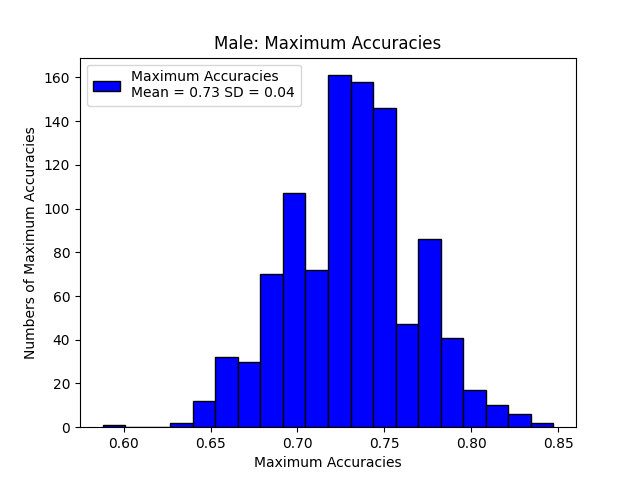 Male: Maximum Accuracies
Maximum Accuracies
Mean = 0.73 SD = 0.04
Numbers of Maximum Accuracies
160
140
120
100
80
60
40
20
0
0.60 0.65 0.70 0.75 0.80 0.85
Maximum Accuracies